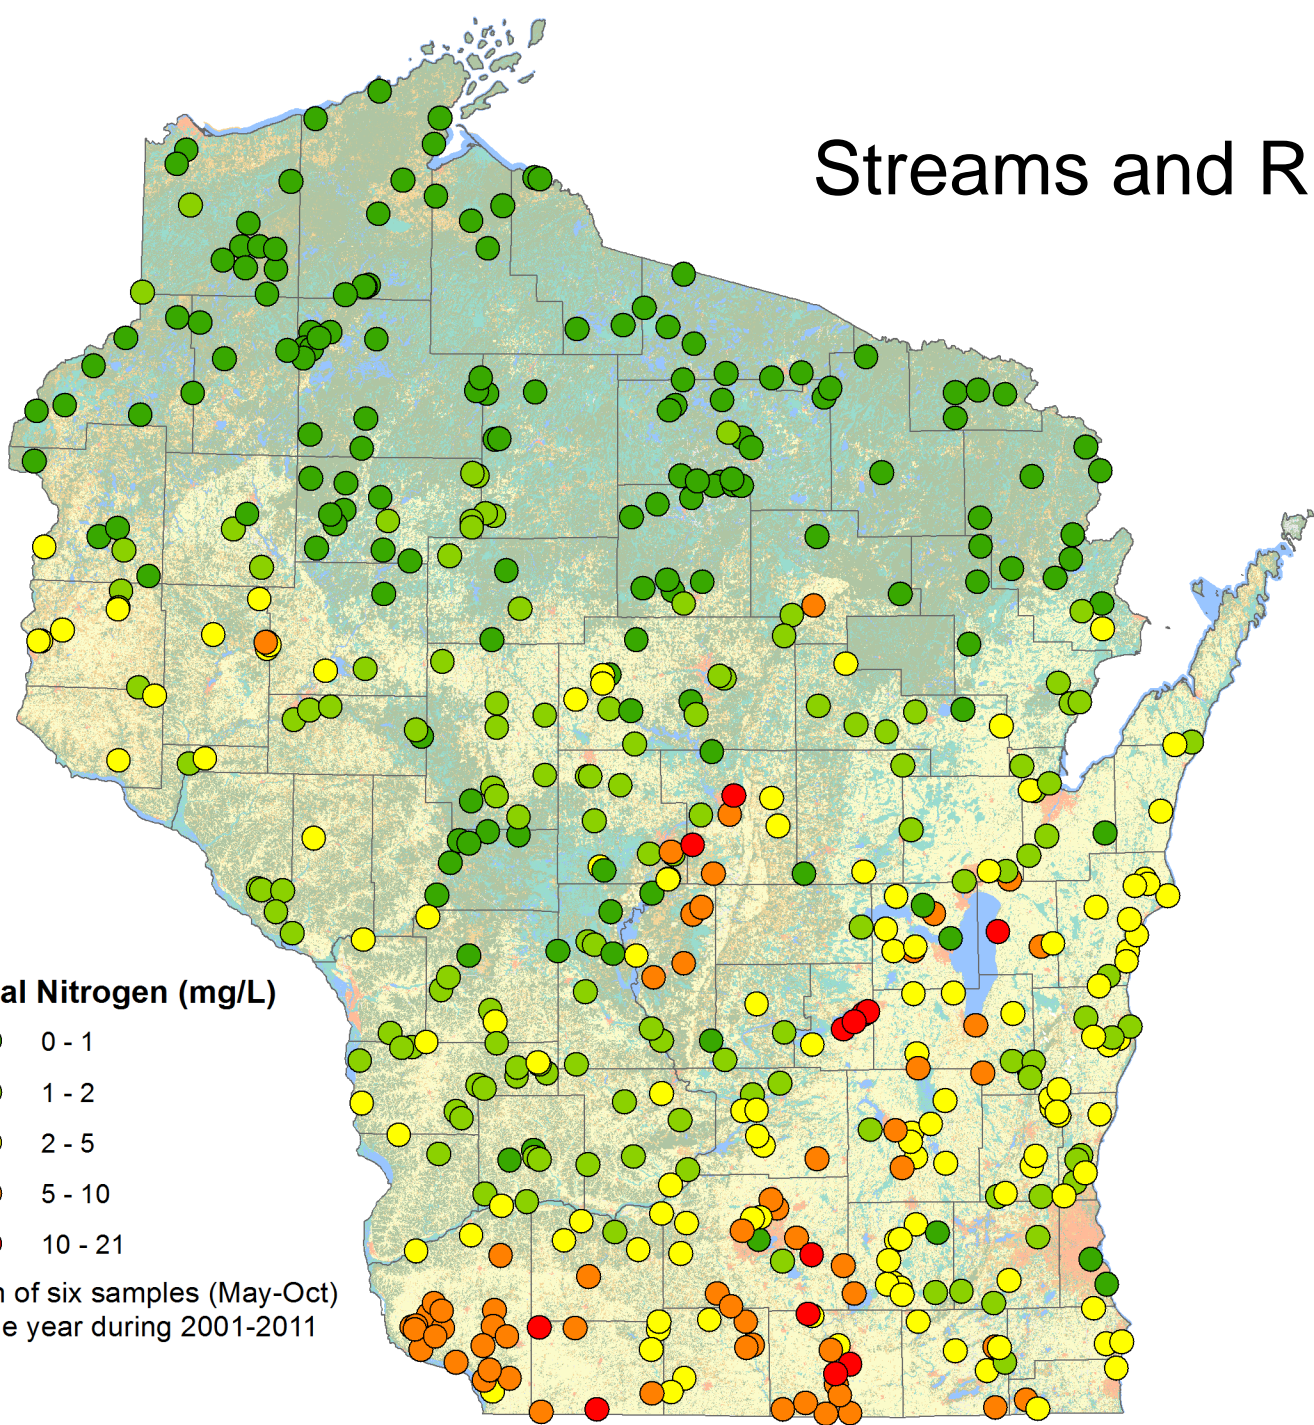 Streams and R
al Nitrogen (mg/L)
0 - 1
1 - 2
2 - 5
5 - 10
10 - 21
n of six samples (May-Oct)
e year during 2001-2011